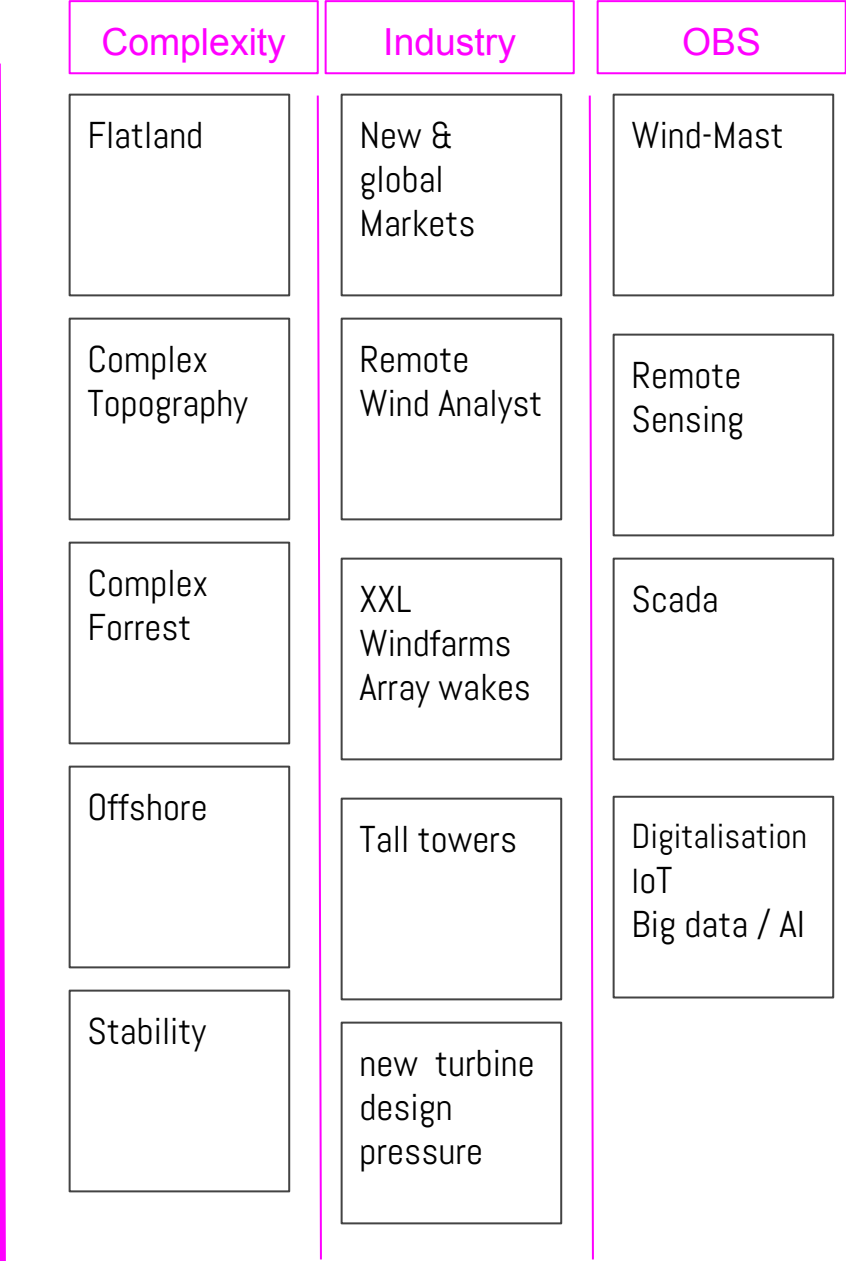 Complexity
Industry
OBS
Flatland
Complex
Topography
Complex
Forrest
Offshore
Stability
New &
global
Markets
Remote
Wind Analyst
XXL
Windfarms
Array wakes
Tall towers
new turbine
design
pressure
Wind-Mast
Remote
Sensing
Scada
Digitalisation
IoT
Big data / AI